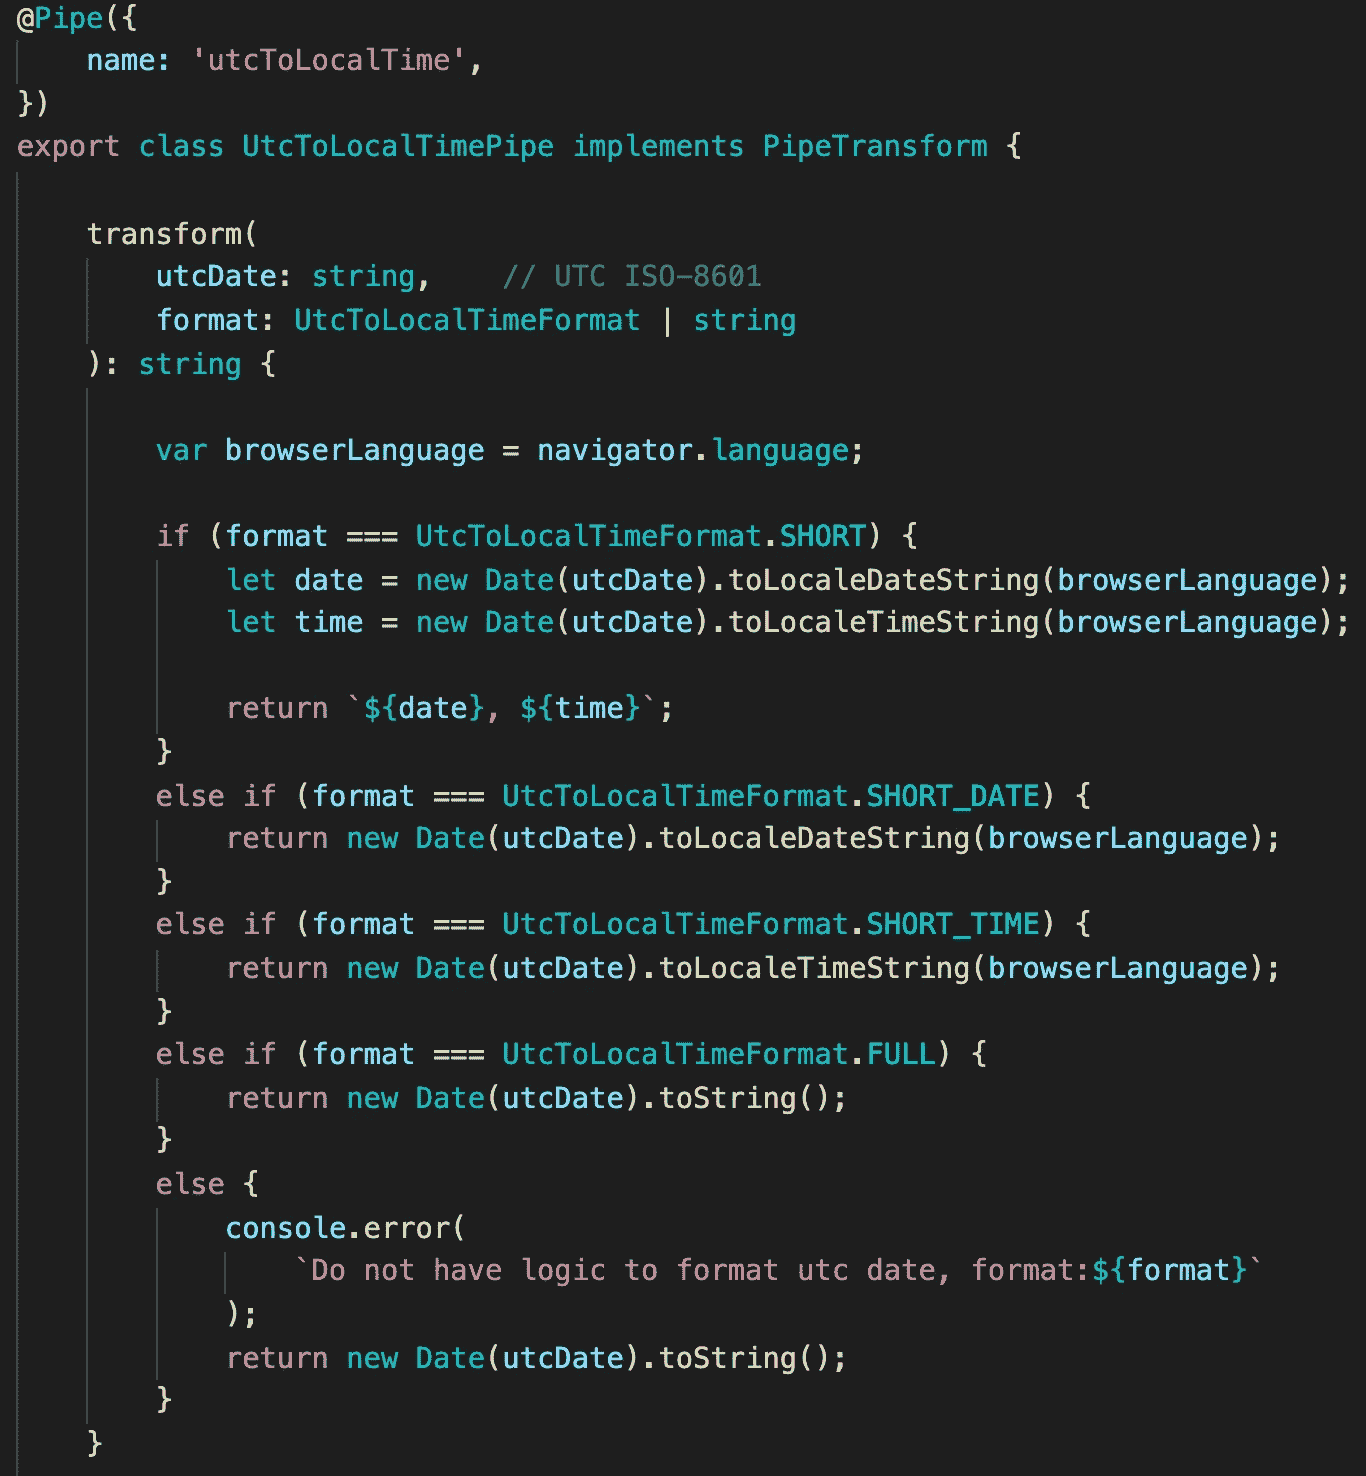 @Pipe({
    name: 'utcToLocalTime',
})
export class UtcToLocalTimePipe implements PipeTransform {
    transform(
        utcDate: string,    // UTC ISO-8601
        format: UtcToLocalTimeFormat | string
    ): string {
        var browserLanguage = navigator.language;
        if (format === UtcToLocalTimeFormat.SHORT) {
            let date = new Date(utcDate).toLocaleDateString(browserLanguage);
            let time = new Date(utcDate).toLocaleTimeString(browserLanguage);
            return `${date}, ${time}`;
        }
        else if (format === UtcToLocalTimeFormat.SHORT_DATE) {
            return new Date(utcDate).toLocaleDateString(browserLanguage);
        }
        else if (format === UtcToLocalTimeFormat.SHORT_TIME) {
            return new Date(utcDate).toLocaleTimeString(browserLanguage);
        }
        else if (format === UtcToLocalTimeFormat.FULL) {
            return new Date(utcDate).toString();
        }
        else {
            console.error(
                `Do not have logic to format utc date, format:${format}`
            );
            return new Date(utcDate).toString();
        }
    }